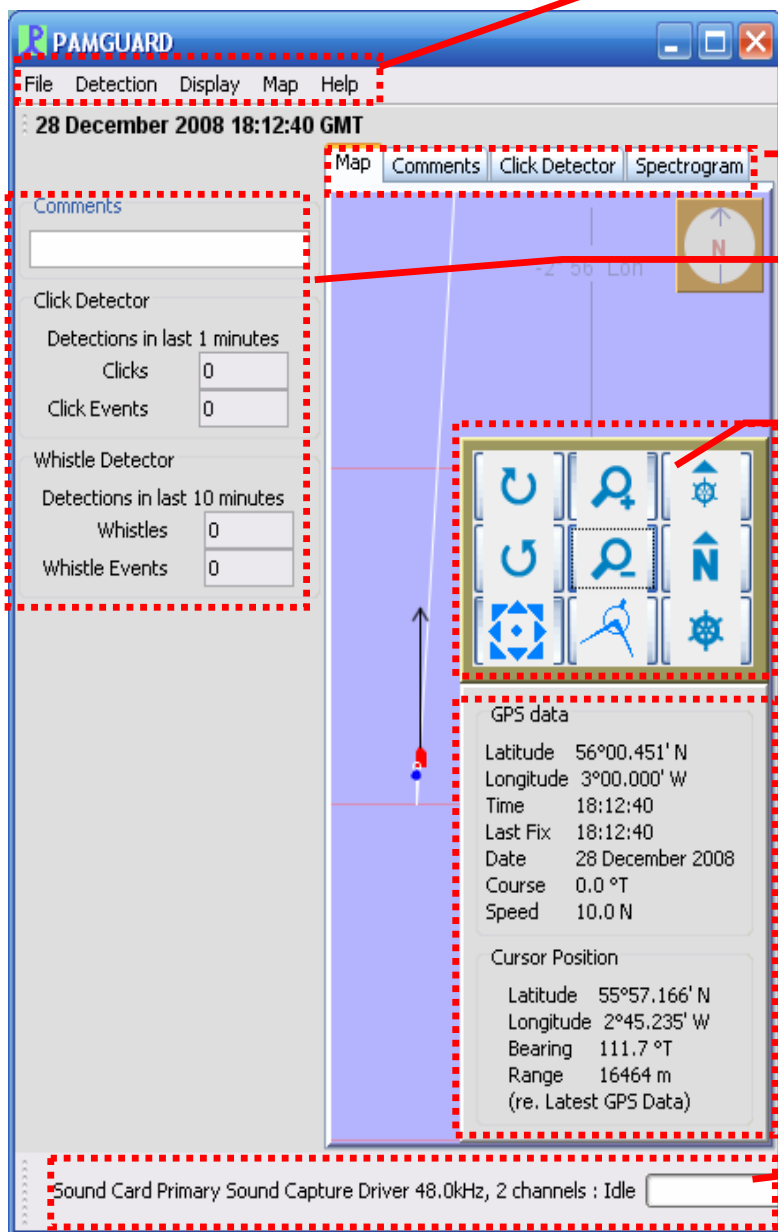 PAMGUARD
File Detection Display Map Help
28 December 2008 18:12:40 GMT
Map Comments Click Detector Spectrogram
Comments
Click Detector
Detections in last 1 minutes
Clicks 0
Click Events 0
Whistle Detector
Detections in last 10 minutes
Whistles 0
Whistle Events 0
-2 56 Lon
N
N
GPS data
Latitude 56°00.451' N
Longitude 3°00.000' W
Time 18:12:40
Last Fix 18:12:40
Date 28 December 2008
Course 0.0 °T
Speed 10.0 N
Cursor Position
Latitude 55°57.166' N
Longitude 2°45.235' W
Bearing 111.7 °T
Range 16464 m
(re. Latest GPS Data)
Sound Card Primary Sound Capture Driver 48.0kHz, 2 channels : Idle